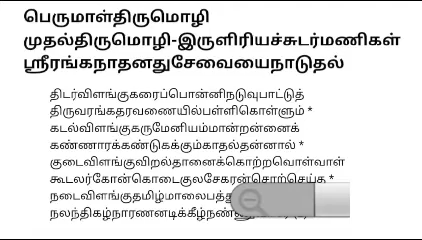 பெருமாள்திருமொழி
முதல்திருமொழி-இருளிரியச்சுடர்மணிகள்
ஸ்ரீரங்கநாதனதுசேவையைநாடுதல்
திடர்விளங்குகரைப்பொன்னிநடுவுபாட்டுத்
திருவரங்கதரவணையில்பள்ளிகொள்ளும் *
கடல்விளங்குகருமேனியம்மான்றன்னைக்
கண்ணாரக்கண்டுகக்கும்காதல்தன்னால் *
குடைவிளங்குவிறல்தானைக்கொற்றவொள்வாள்
கூடலர்கோன்கொடைகுலசேகரன்சொற்செய்த *
நடைவிளங்குதமிழ்மாலைபத்து
நலந்திகழ்நாரணனடிக்கீழ்